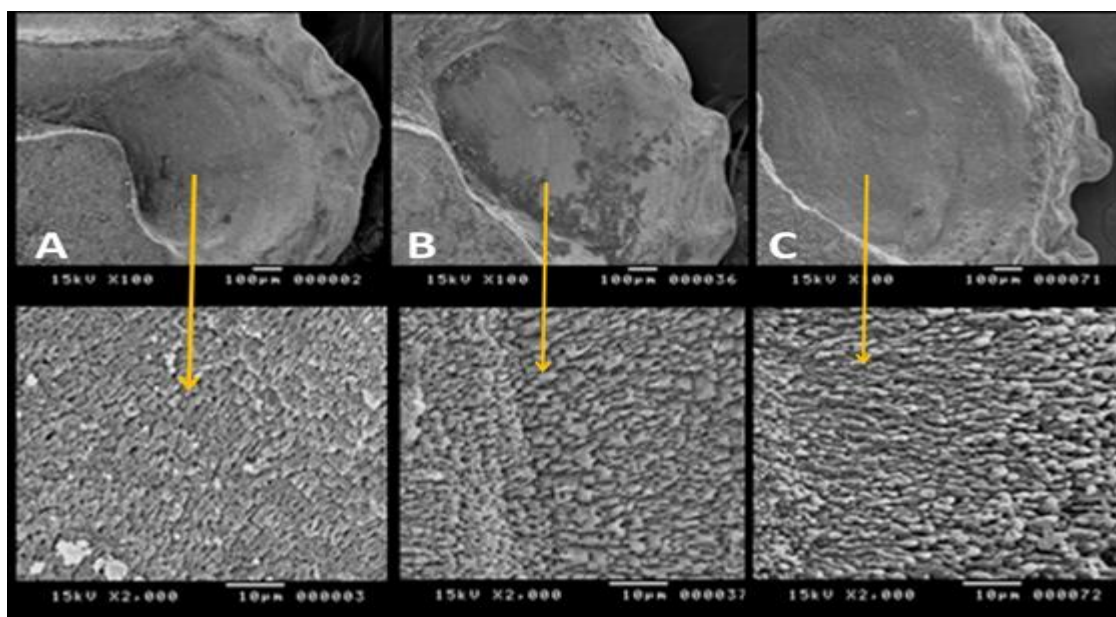 A
B
C
15kV X100 100μm 000002
15kV X100 100μm 000036
15kV X100 100μm 000071
15kV X2,000 10μm 000003
15kV X2,000 10μm 000037
15kV X2,000 10μm 000072